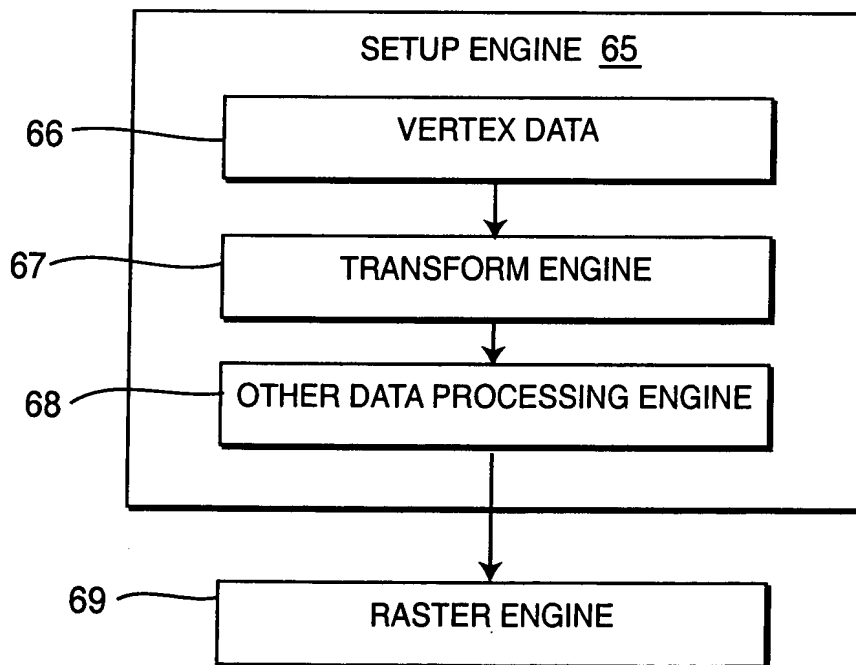 SETUP ENGINE 65
66
VERTEX DATA
67
TRANSFORM ENGINE
68
OTHER DATA PROCESSING ENGINE
69
RASTER ENGINE